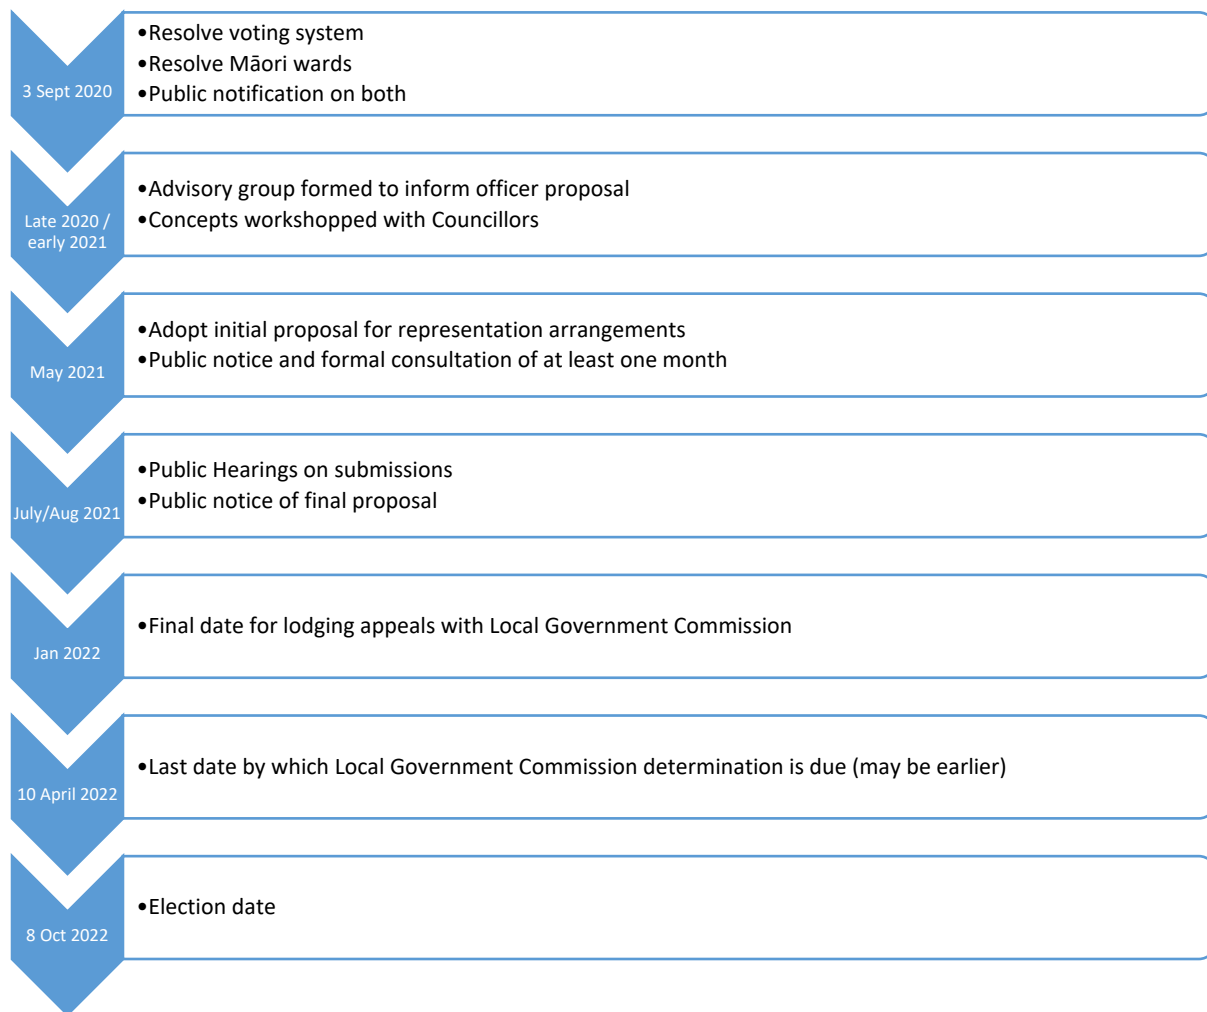 3 Sept 2020
•Resolve voting system
•Resolve Māori wards
•Public notification on both
Late 2020 /
early 2021
•Advisory group formed to inform officer proposal
•Concepts workshopped with Councillors
May 2021
•Adopt initial proposal for representation arrangements
•Public notice and formal consultation of at least one month
July/Aug 2021
•Public Hearings on submissions
•Public notice of final proposal
Jan 2022
•Final date for lodging appeals with Local Government Commission
10 April 2022
•Last date by which Local Government Commission determination is due (may be earlier)
8 Oct 2022
•Election date